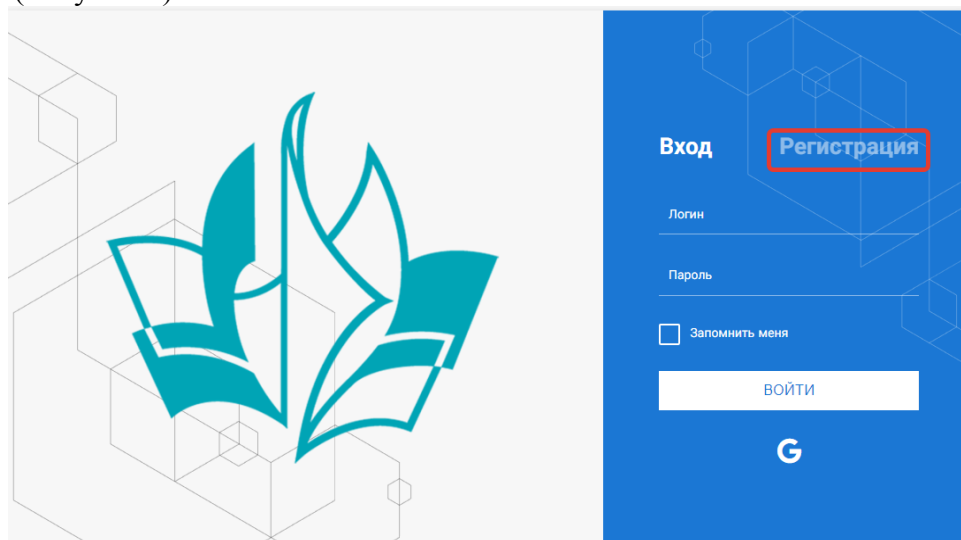 Вход Регистрация
Логин
Пароль
Запомнить меня
ВОЙТИ
G